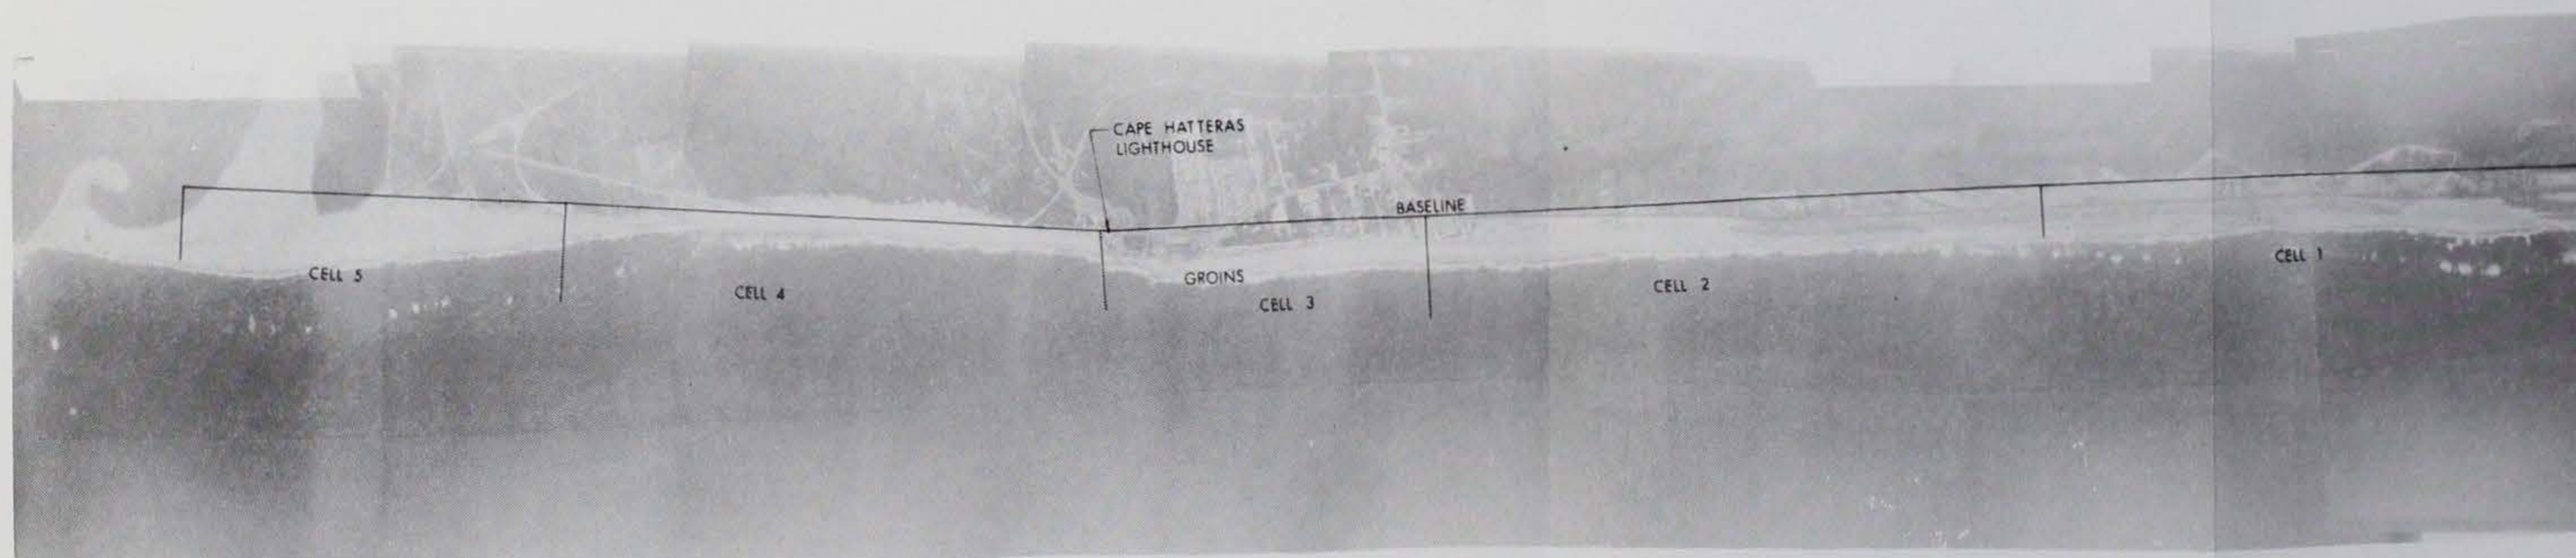 CAPE HATTERAS
LIGHTHOUSE
BASELINE
CELL 5
CELL 4
GROINS
CELL 3
CELL 2
CELL 1